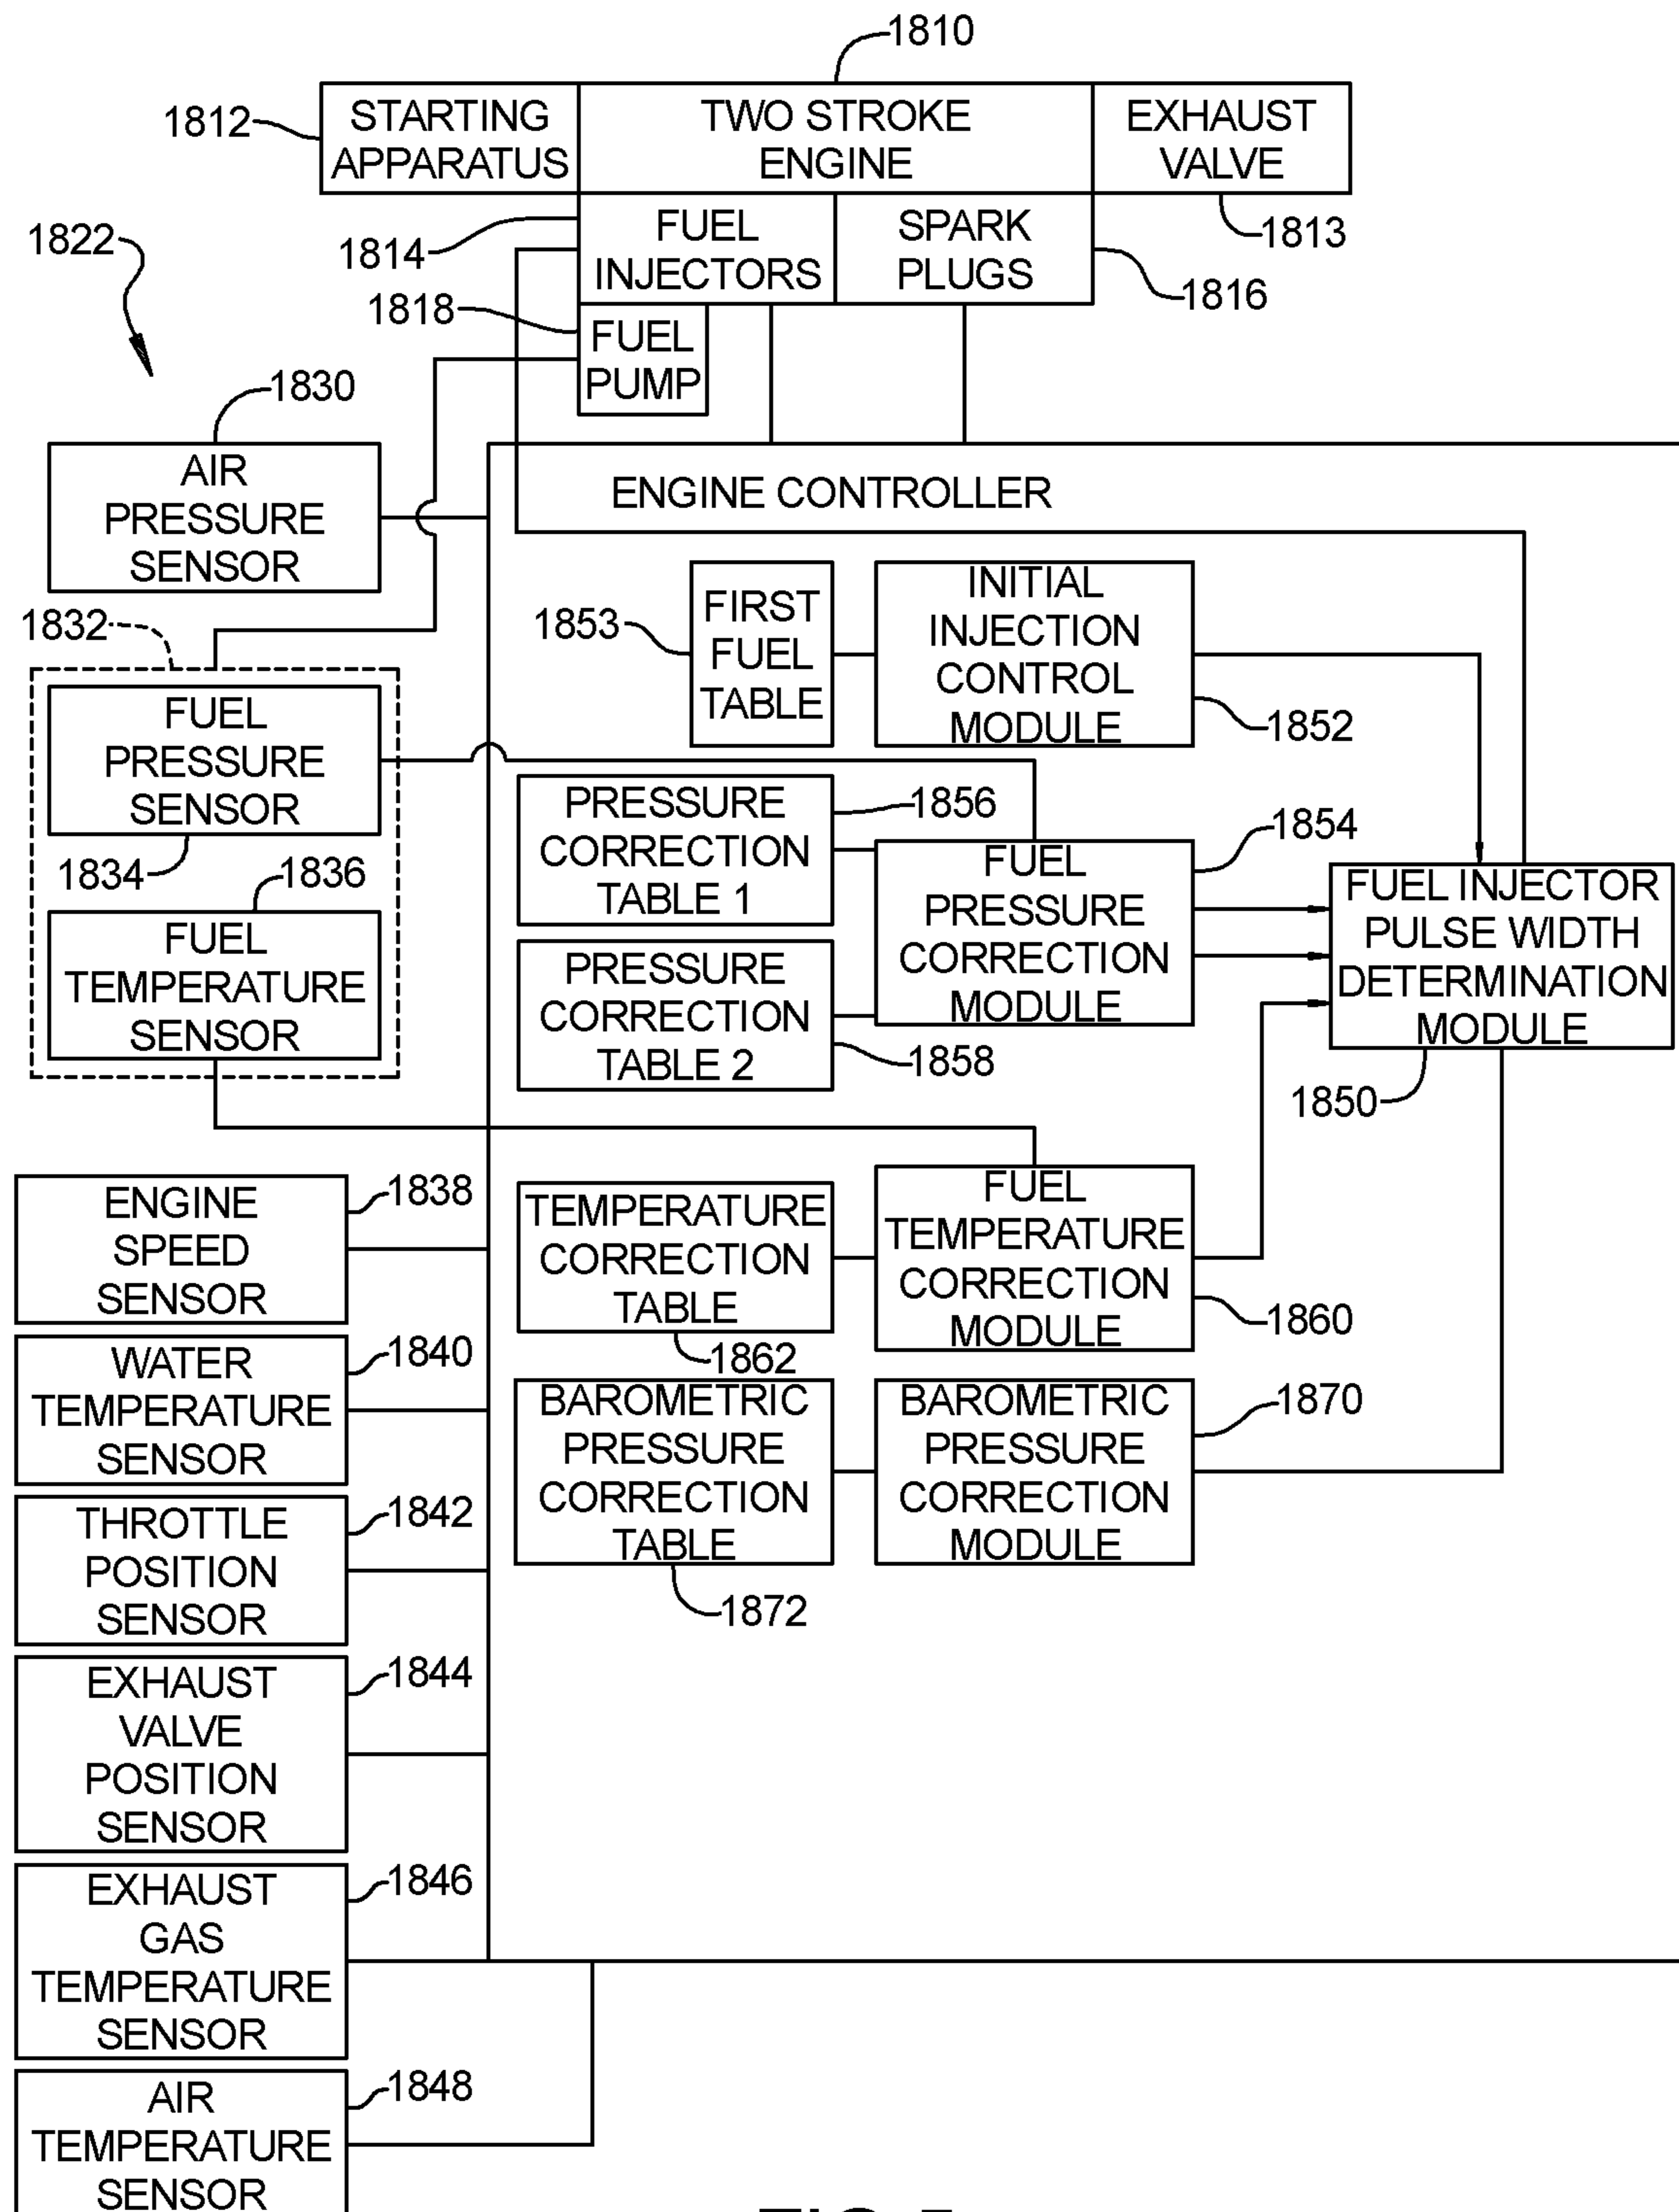 1810
1812
STARTING
APPARATUS
TWO STROKE
ENGINE
EXHAUST
VALVE
1813
1822
1814
FUEL
INJECTORS
SPARK
PLUGS
1816
1818
FUEL
PUMP
1830
AIR
PRESSURE
SENSOR
ENGINE CONTROLLER
1832
1853
FIRST
FUEL
TABLE
INITIAL
INJECTION
CONTROL
MODULE
1852
FUEL
PRESSURE
SENSOR
1834
1836
FUEL
TEMPERATURE
SENSOR
PRESSURE
CORRECTION
TABLE 1
1856
1854
FUEL
PRESSURE
CORRECTION
MODULE
PRESSURE
CORRECTION
TABLE 2
1858
FUEL INJECTOR
PULSE WIDTH
DETERMINATION
MODULE
1850
ENGINE
SPEED
SENSOR
1838
TEMPERATURE
CORRECTION
TABLE
1862
FUEL
TEMPERATURE
CORRECTION
MODULE
1860
WATER
TEMPERATURE
SENSOR
1840
BAROMETRIC
PRESSURE
CORRECTION
TABLE
1872
BAROMETRIC
PRESSURE
CORRECTION
MODULE
1870
THROTTLE
POSITION
SENSOR
1842
EXHAUST
VALVE
POSITION
SENSOR
1844
EXHAUST
GAS
TEMPERATURE
SENSOR
1846
AIR
TEMPERATURE
SENSOR
1848